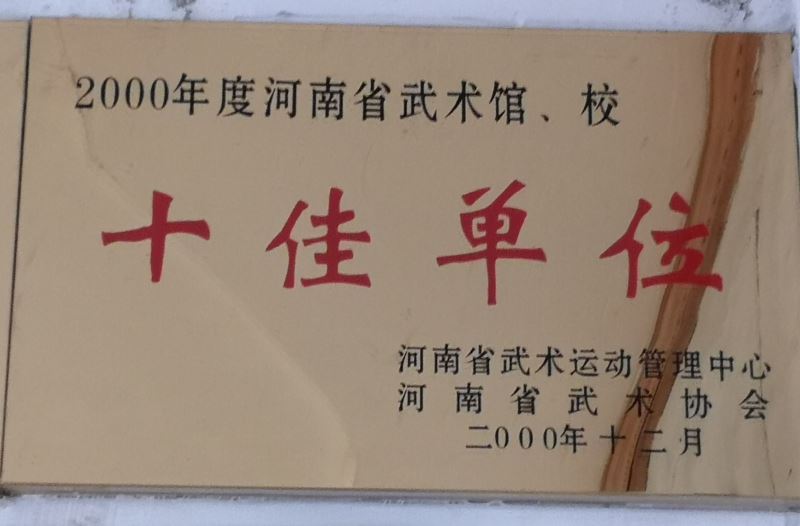 2000年度河南省武术馆、校
十佳单位
河南省武术运动管理中心
河南省武术协会
二000年十二月